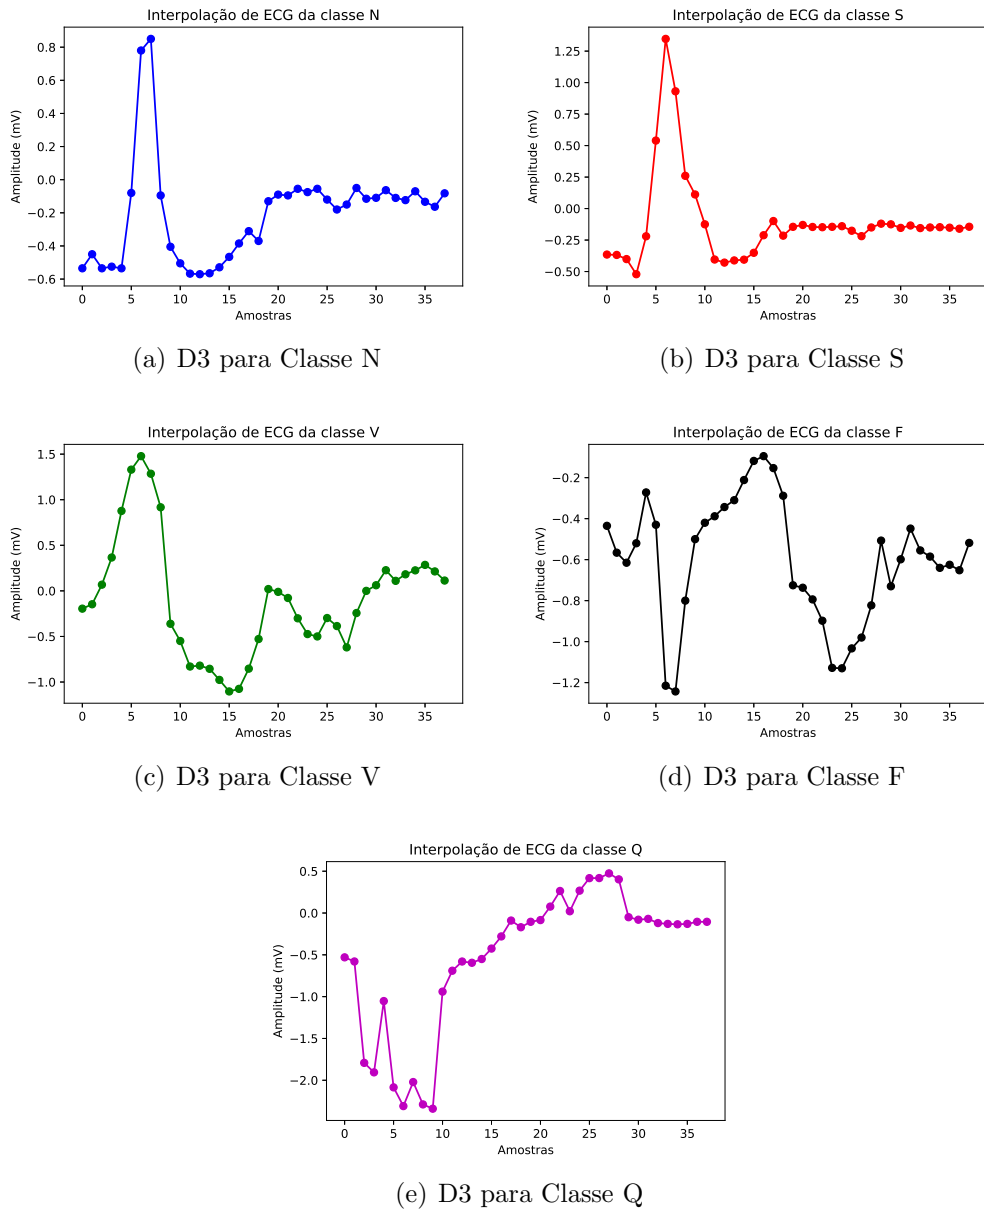 Interpolação de ECG da classe N
Amplitude (mV)
0.8
0.6
0.4
0.2
0.0
−0.2
−0.4
−0.6
0 5 10 15 20 25 30 35
Amostras
(a) D3 para Classe N
Interpolação de ECG da classe S
Amplitude (mV)
1.25
1.00
0.75
0.50
0.25
0.00
−0.25
−0.50
0 5 10 15 20 25 30 35
Amostras
(b) D3 para Classe S
Interpolação de ECG da classe V
Amplitude (mV)
1.5
1.0
0.5
0.0
−0.5
−1.0
0 5 10 15 20 25 30 35
Amostras
(c) D3 para Classe V
Interpolação de ECG da classe F
Amplitude (mV)
−0.2
−0.4
−0.6
−0.8
−1.0
−1.2
0 5 10 15 20 25 30 35
Amostras
(d) D3 para Classe F
Interpolação de ECG da classe Q
Amplitude (mV)
0.5
0.0
−0.5
−1.0
−1.5
−2.0
0 5 10 15 20 25 30 35
Amostras
(e) D3 para Classe Q